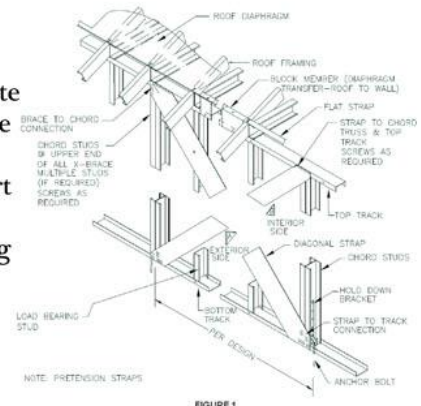 ROOF DIAPHRAGM
ROOF FRAMING
BLOCK MEMBER (DIAPHRAGM
TRANSFER-ROOF TO WALL)
FLAT STRAP
STRAP TO CHORD
TRUSS & TOP
TRACK
SCREWS AS
REQUIRED
te
e
rt
g
BRACE TO CHORD
CONNECTION
CHORD STUDS
@ UPPER END
OF ALL X-BRACE
MULTIPLE STUDS
(IF REQUIRED)
SCREWS AS
REQUIRED
TOP TRACK
INTERIOR
SIDE
EXTERIOR
SIDE
DIAGONAL STRAP
CHORD STUDS
HOLD DOWN
BRACKET
STRAP TO TRACK
CONNECTION
LOAD BEARING
STUD
BOTTOM
TRACK
PER DESIGN
NOTE: PRETENSION STRAPS
ANCHOR BOLT
FIGURE 1